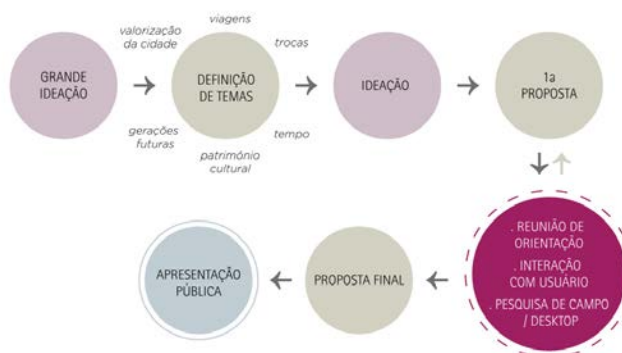 viagens
valorização
da cidade
trocas
GRANDE
IDEAÇÃO
DEFINIÇÃO
DE TEMAS
IDEAÇÃO
1a
PROPOSTA
gerações
futuras
tempo
patrimônio
cultural
. REUNIÃO DE
ORIENTAÇÃO
. INTERAÇÃO
COM USUÁRIO
. PESQUISA DE CAMPO
/ DESKTOP
PROPOSTA FINAL
APRESENTAÇÃO
PÚBLICA